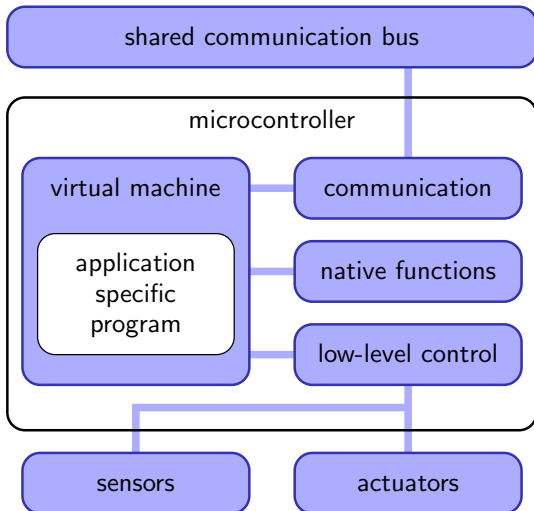 shared communication bus
microcontroller
virtual machine
communication
application
specific
program
native functions
low-level control
sensors
actuators